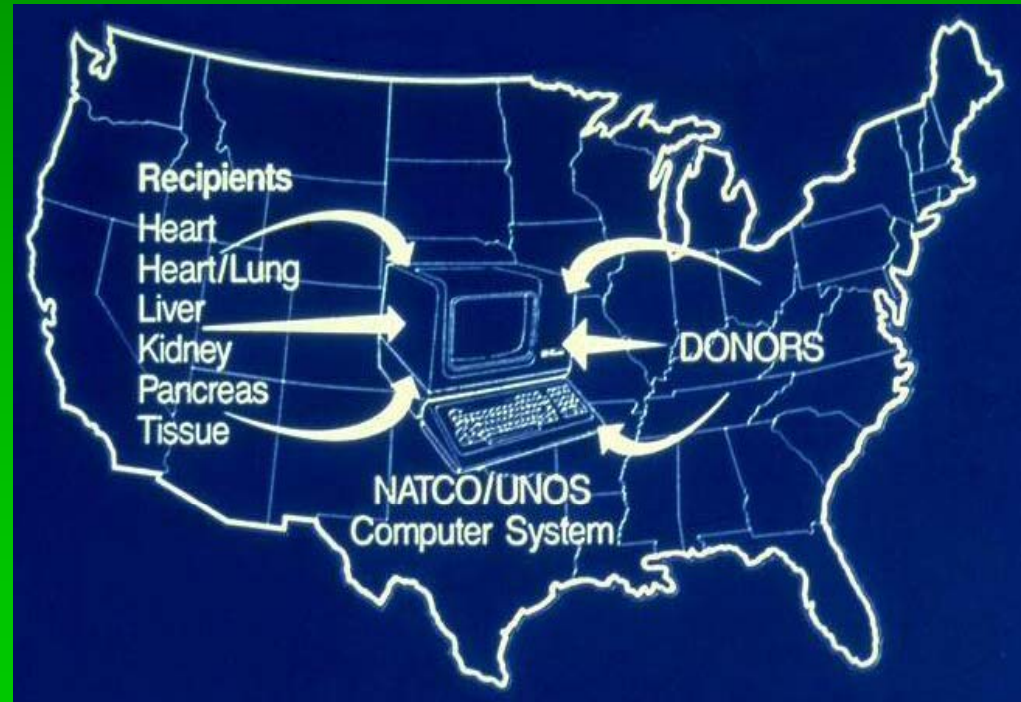 Recipients
Heart
Heart/Lung
Liver
Kidney
Pancreas
Tissue
DONORS
NATCO/UNOS
Computer System